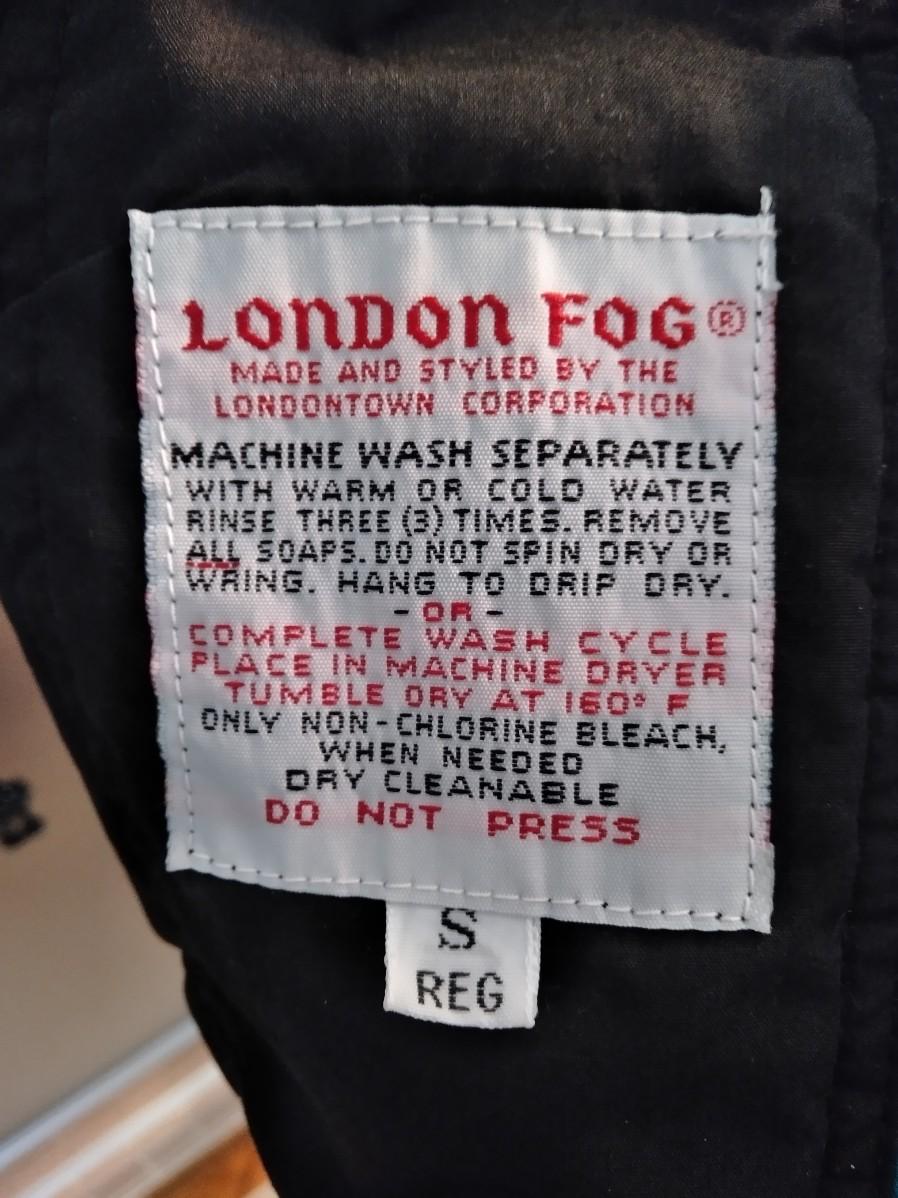 LONDON FOG®
MADE AND STYLED BY THE
LONDONTOWN CORPORATION
MACHINE WASH SEPARATELY
WITH WARM OR COLD WATER
RINSE THREE (3) TIMES. REMOVE
ALL SOAPS. DO NOT SPIN DRY OR
WRING. HANG TO DRIP DRY.
- OR -
COMPLETE WASH CYCLE
PLACE IN MACHINE DRYER
TUMBLE DRY AT 160° F
ONLY NON-CHLORINE BLEACH,
WHEN NEEDED
DRY CLEANABLE
DO NOT PRESS
S
REG